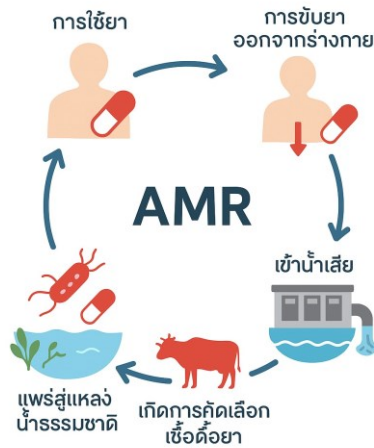 การใช้ยา
การขับยา
ออกจากร่างกาย
AMR
เข้าน้ำเสีย
เกิดการคัดเลือก
เชื้อดื้อยา
แพร่สู่แหล่ง
น้ำธรรมชาติ